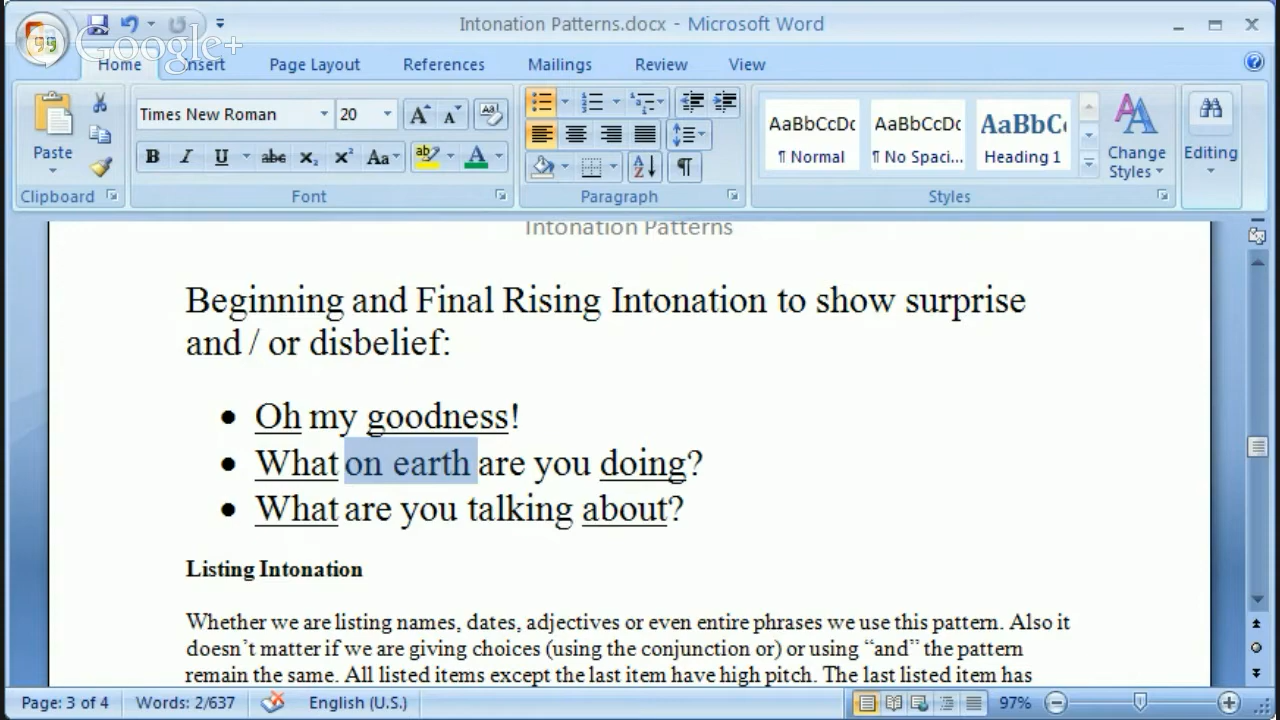 Intonation Patterns.docx - Microsoft Word
Google+
Home Insert Page Layout References Mailings Review View
Times New Roman 20
AaBbCcDc AaBbCcDc AaBbC
Paste ¶ Normal ¶ No Spaci... Heading 1 Change Styles Editing
Clipboard Font Paragraph Styles
Intonation Patterns
Beginning and Final Rising Intonation to show surprise
and / or disbelief:
• Oh my goodness!
• What on earth are you doing?
• What are you talking about?
Listing Intonation
Whether we are listing names, dates, adjectives or even entire phrases we use this pattern. Also it
doesn’t matter if we are giving choices (using the conjunction or) or using “and” the pattern
remain the same. All listed items except the last item have high pitch. The last listed item has
Page: 3 of 4 Words: 2/637 English (U.S.) 97%